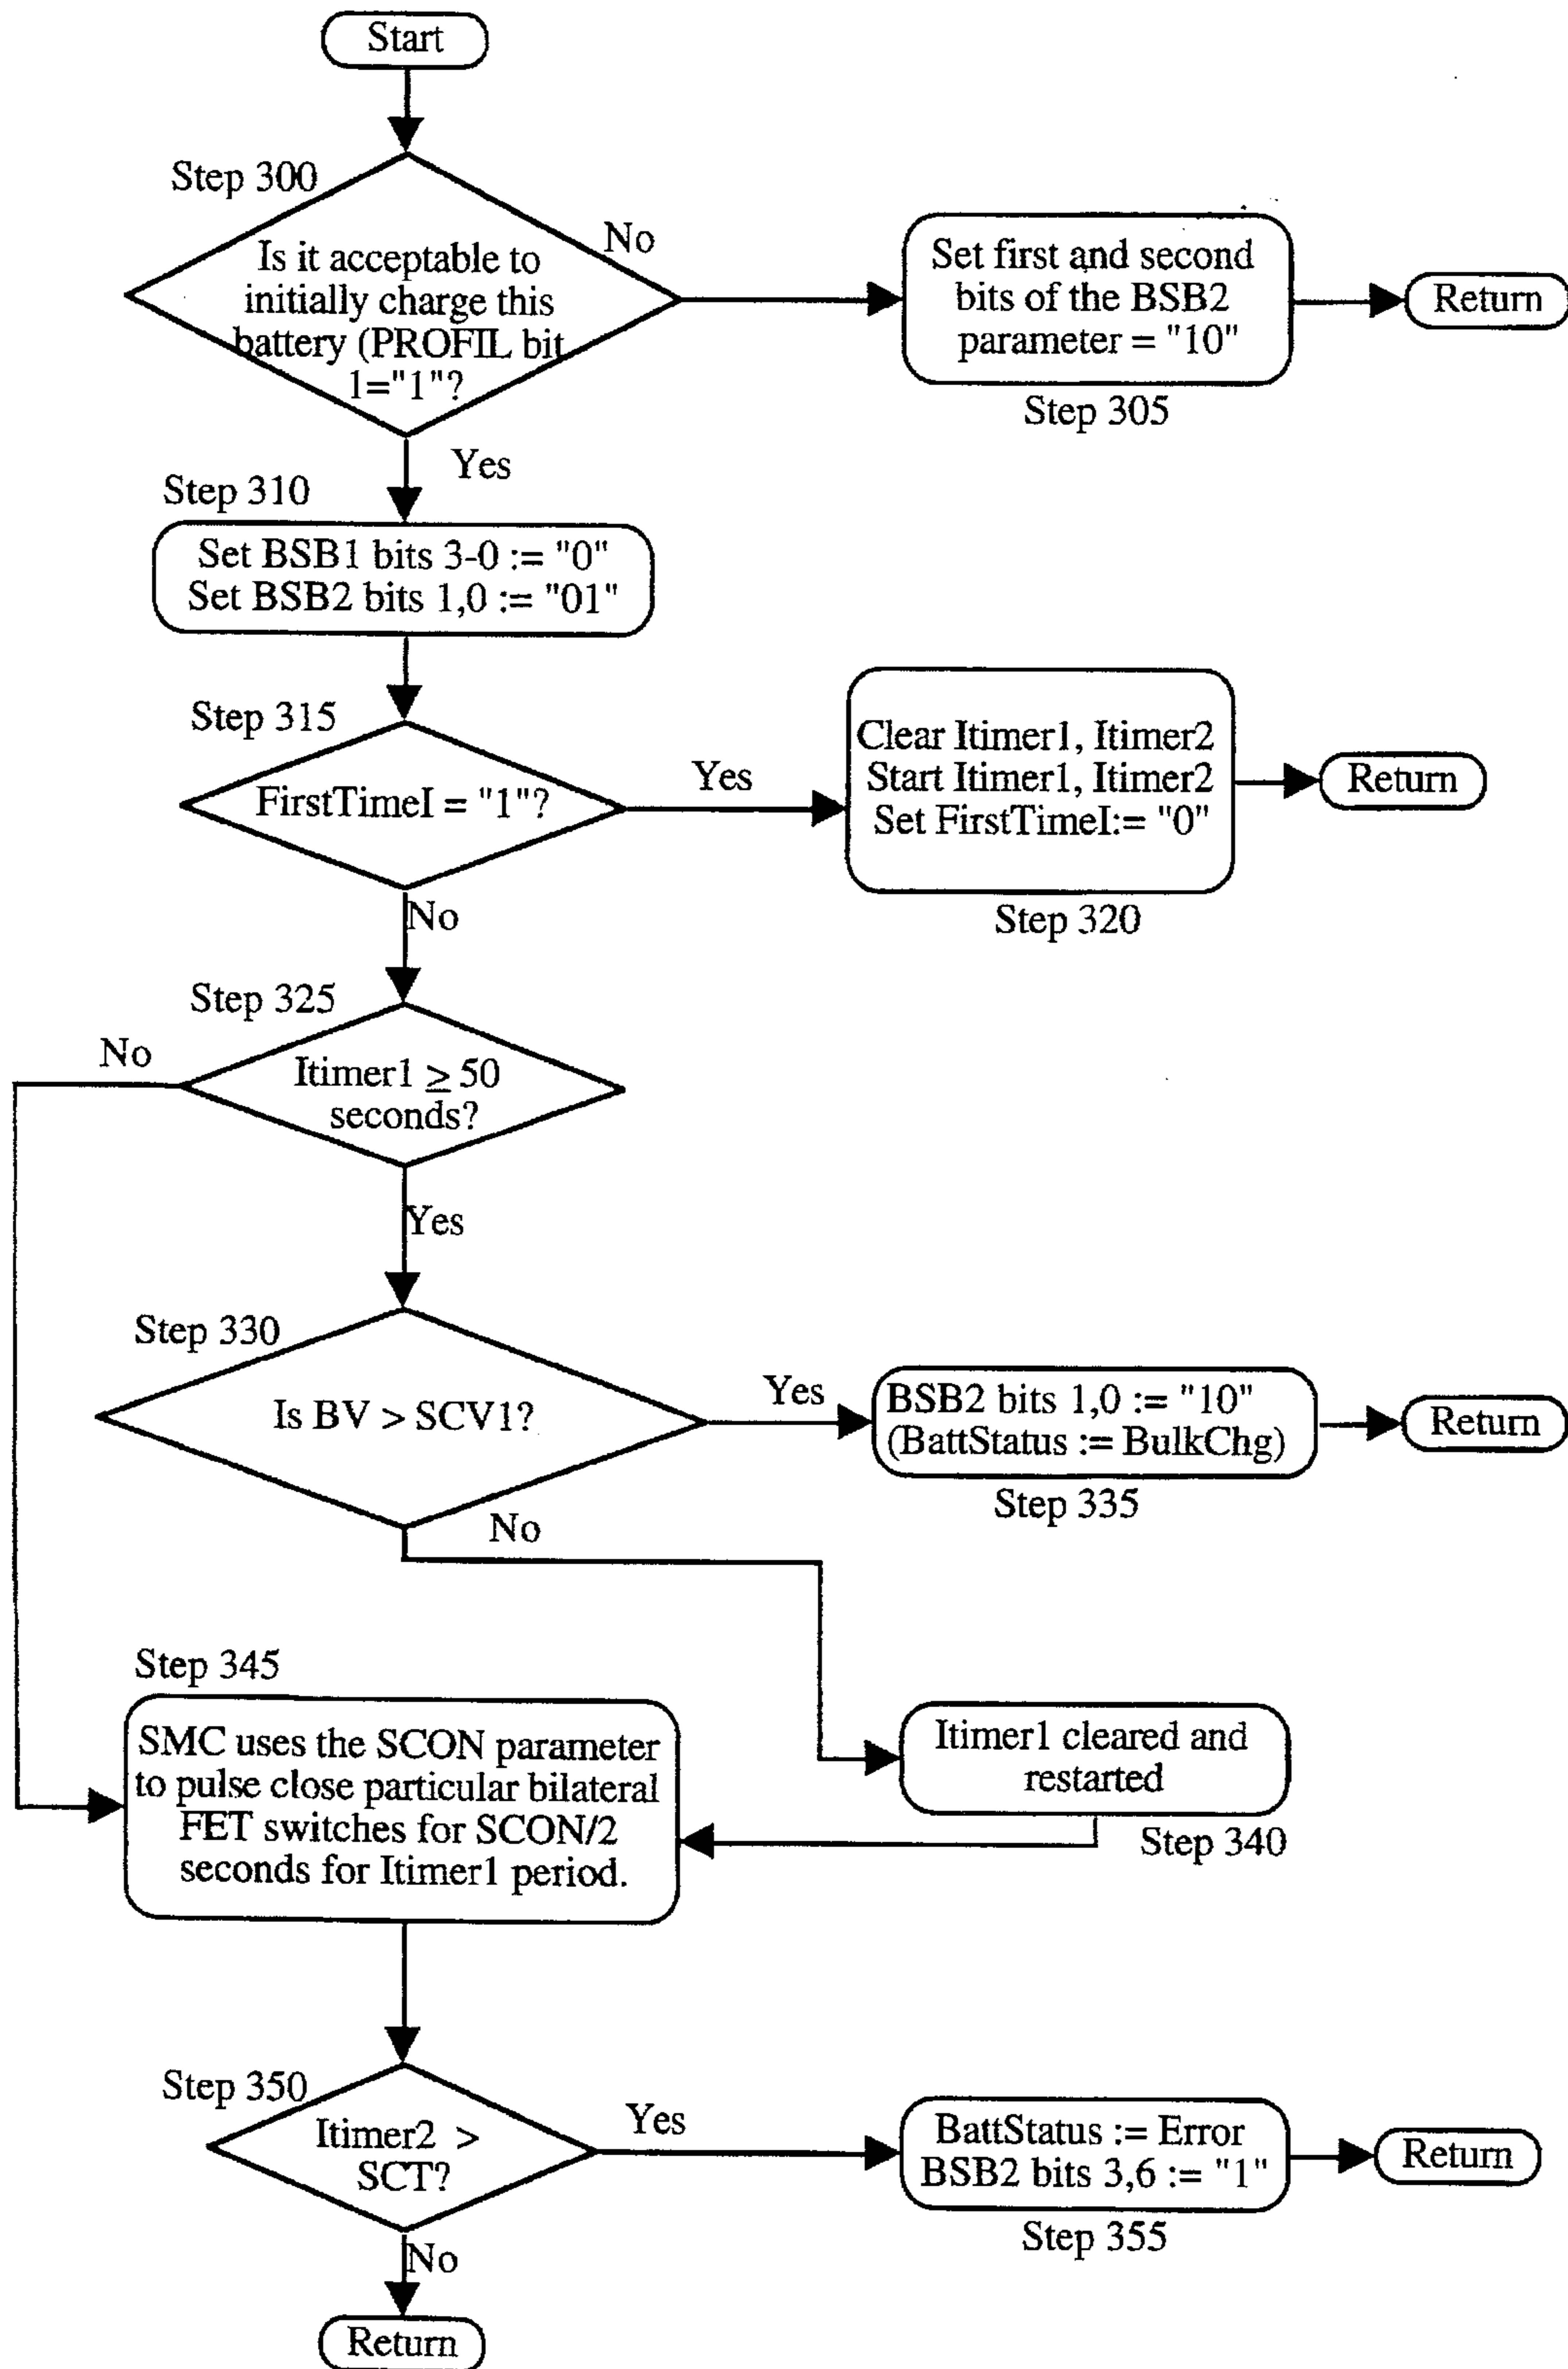 Start
Step 300
Is it acceptable to
initially charge this
battery (PROFIL bit
1="1"?
No
Set first and second
bits of the BSB2
parameter = "10"
Return
Step 305
Yes
Step 310
Set BSB1 bits 3-0 := "0"
Set BSB2 bits 1,0 := "01"
Step 315
FirstTimeI = "1"?
Yes
Clear Itimer1, Itimer2
Start Itimer1, Itimer2
Set FirstTimeI:= "0"
Return
Step 320
No
Step 325
No
Itimer1 ≥ 50
seconds?
Yes
Step 330
Is BV > SCV1?
Yes
BSB2 bits 1,0 := "10"
(BattStatus := BulkChg)
Return
Step 335
No
Step 345
SMC uses the SCON parameter
to pulse close particular bilateral
FET switches for SCON/2
seconds for Itimer1 period.
Itimer1 cleared and
restarted
Step 340
Step 350
Itimer2 >
SCT?
Yes
BattStatus := Error
BSB2 bits 3,6 := "1"
Return
Step 355
No
Return